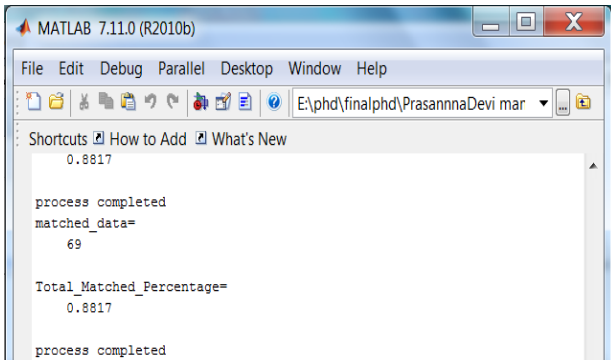 MATLAB 7.11.0 (R2010b)
File Edit Debug Parallel Desktop Window Help
E:\phd\finalphd\PrasannnaDevi mar
Shortcuts How to Add What's New
0.8817
process completed
matched_data=
69
Total_Matched_Percentage=
0.8817
process completed